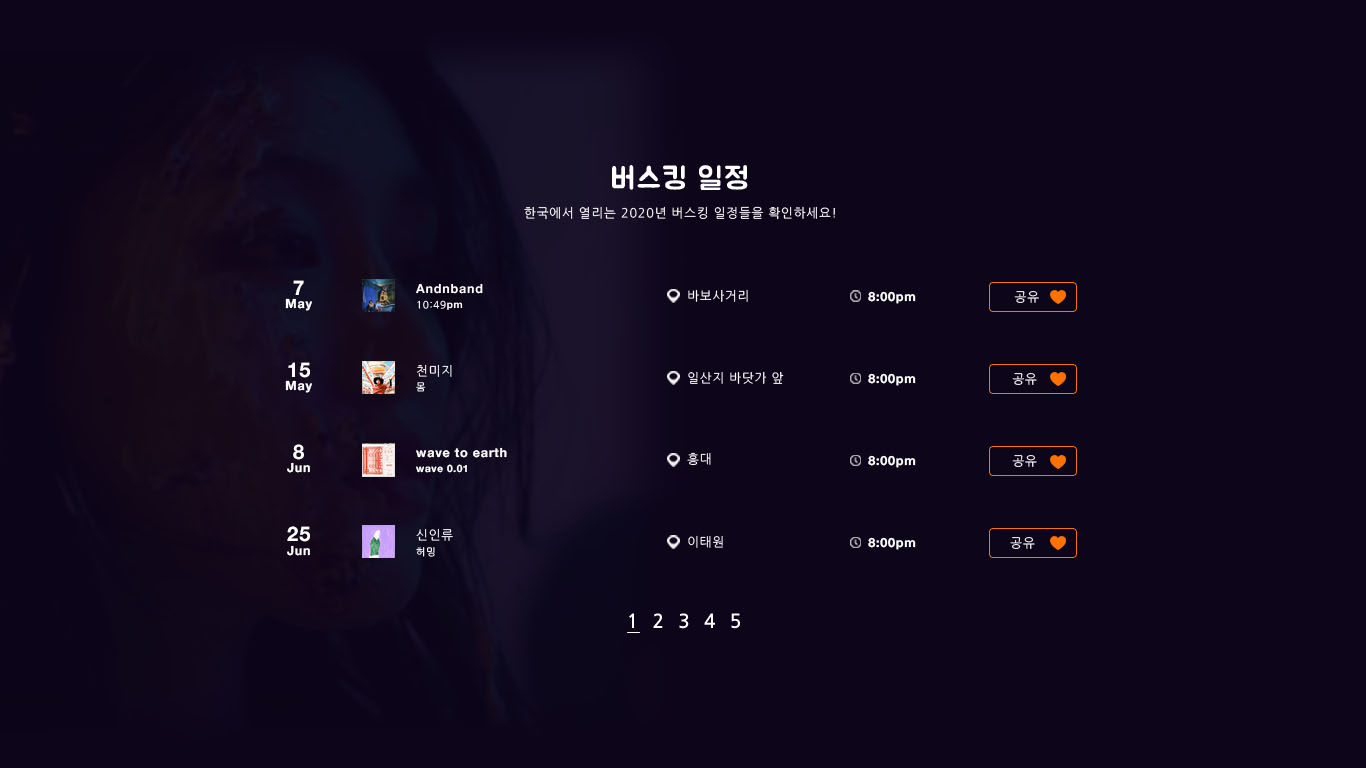 버스킹 일정
한국에서 열리는 2020년 버스킹 일정들을 확인하세요!
7
May
Andnband
10:49pm
바보사거리
8:00pm
공유
15
May
천미지
몸
일산지 바닷가 앞
8:00pm
공유
8
Jun
wave to earth
wave 0.01
홍대
8:00pm
공유
25
Jun
신인류
허밍
이태원
8:00pm
공유
1 2 3 4 5